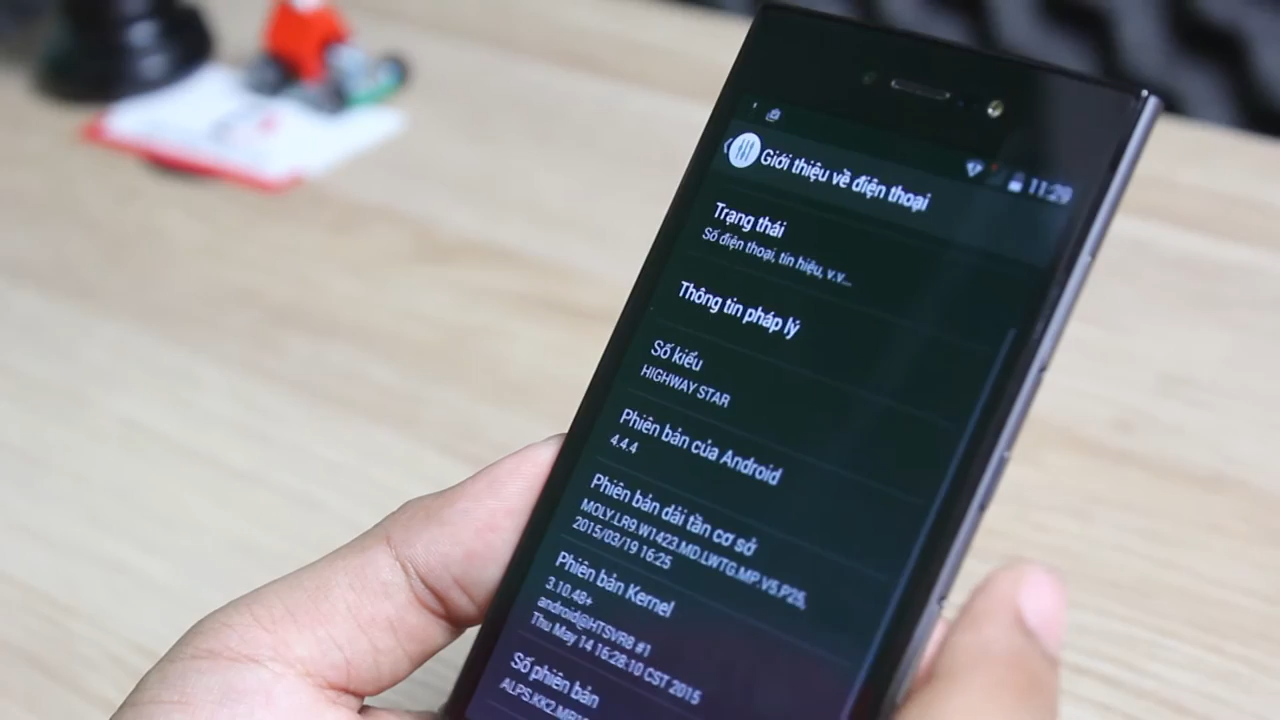 11:29
Giới thiệu về điện thoại
Trạng thái
Số điện thoại, tín hiệu, v.v...
Thông tin pháp lý
Số kiểu
HIGHWAY STAR
Phiên bản của Android
4.4.4
Phiên bản dải tần cơ sở
MOLY.LR9.W1423.MD.LWTG.MP.V5.P25,
2015/03/19 16:25
Phiên bản Kernel
3.10.48+
android@HTSVR8 #1
Thu May 14 16:28:10 CST 2015
Số phiên bản